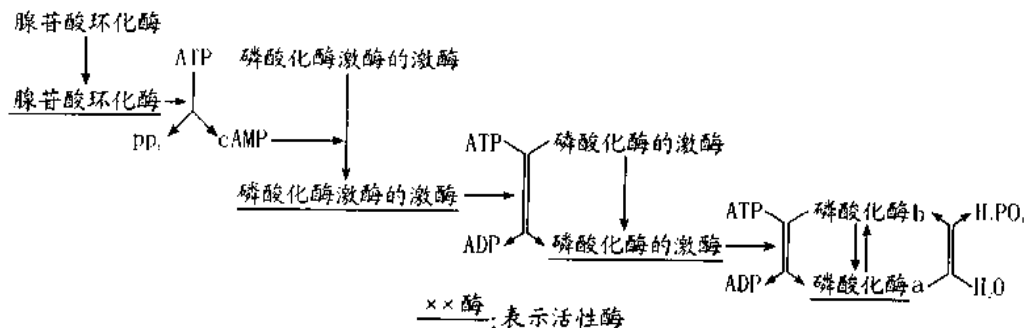 腺苷酸环化酶
ATP 磷酸化酶激酶的激酶
腺苷酸环化酶
PPi cAMP
ATP 磷酸化酶的激酶
磷酸化酶激酶的激酶
ATP 磷酸化酶b H3PO4
ADP 磷酸化酶的激酶
ADP 磷酸化酶a H2O
××酶:表示活性酶